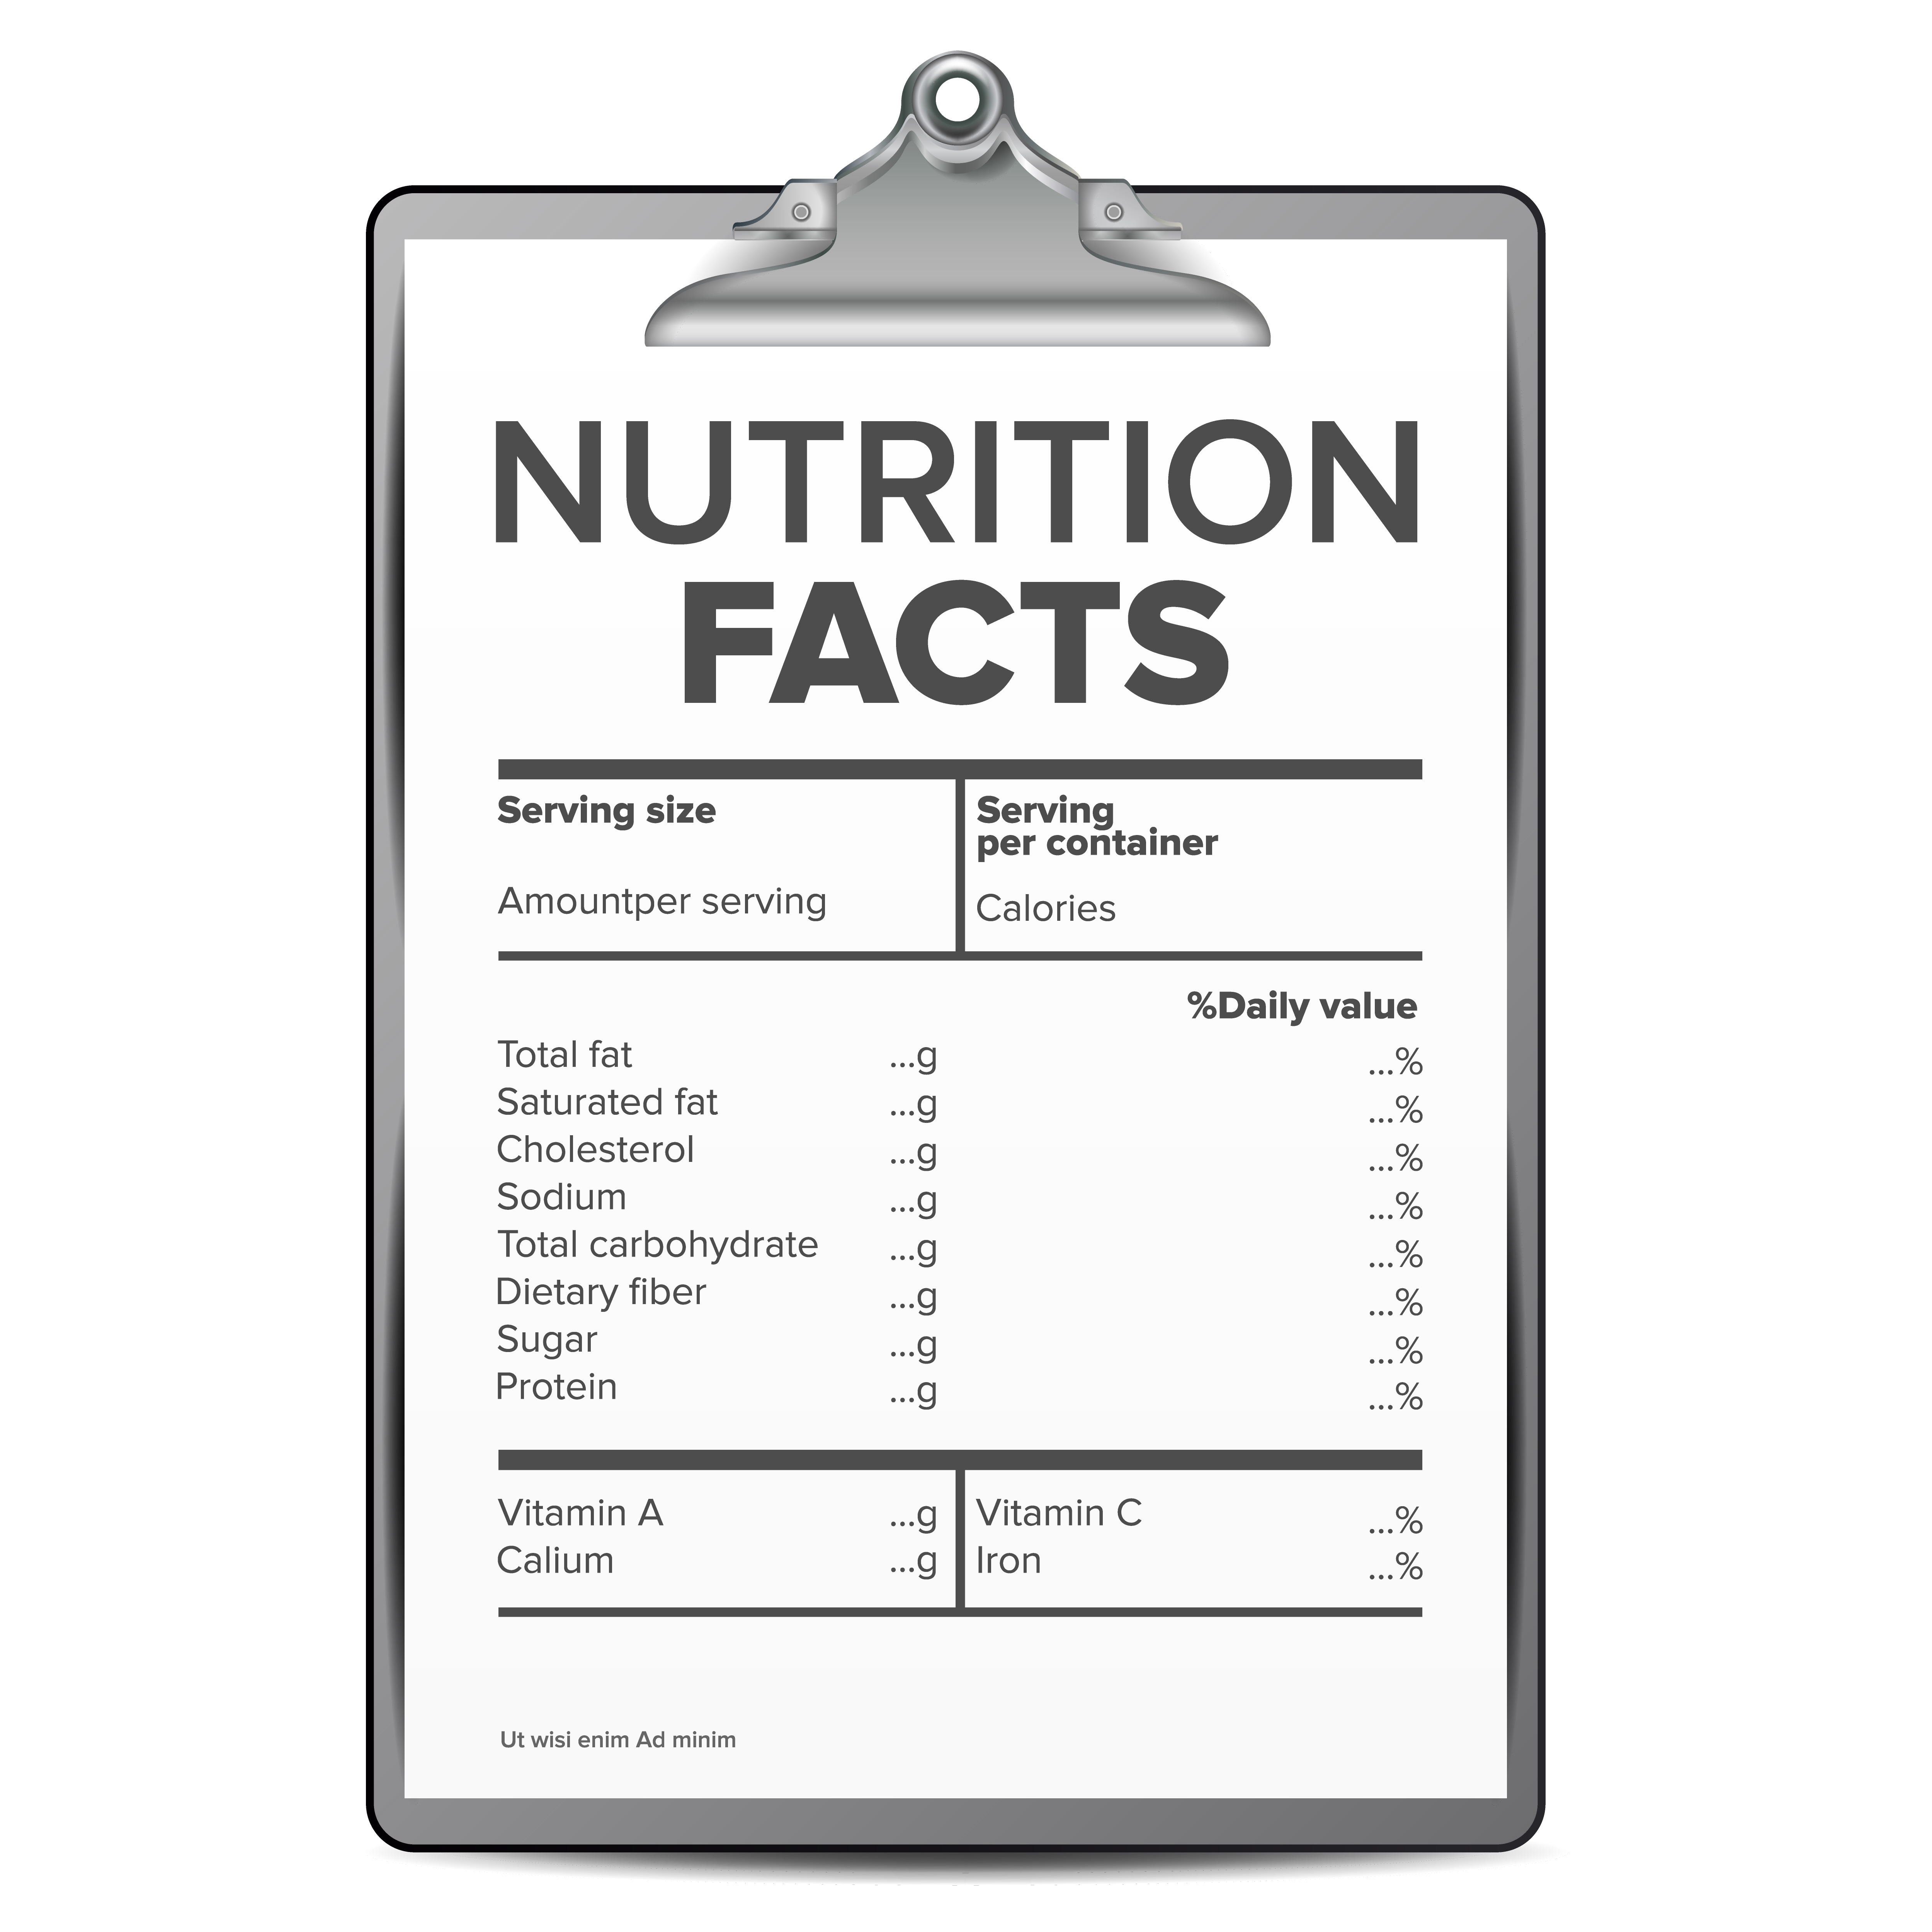 NUTRITION
FACTS
Serving size
Serving
per container
Amountper serving
Calories
%Daily value
Total fat ...g ...%
Saturated fat ...g ...%
Cholesterol ...g ...%
Sodium ...g ...%
Total carbohydrate ...g ...%
Dietary fiber ...g ...%
Sugar ...g ...%
Protein ...g ...%
Vitamin A ...g Vitamin C ...%
Calium ...g Iron ...%
Ut wisi enim Ad minim